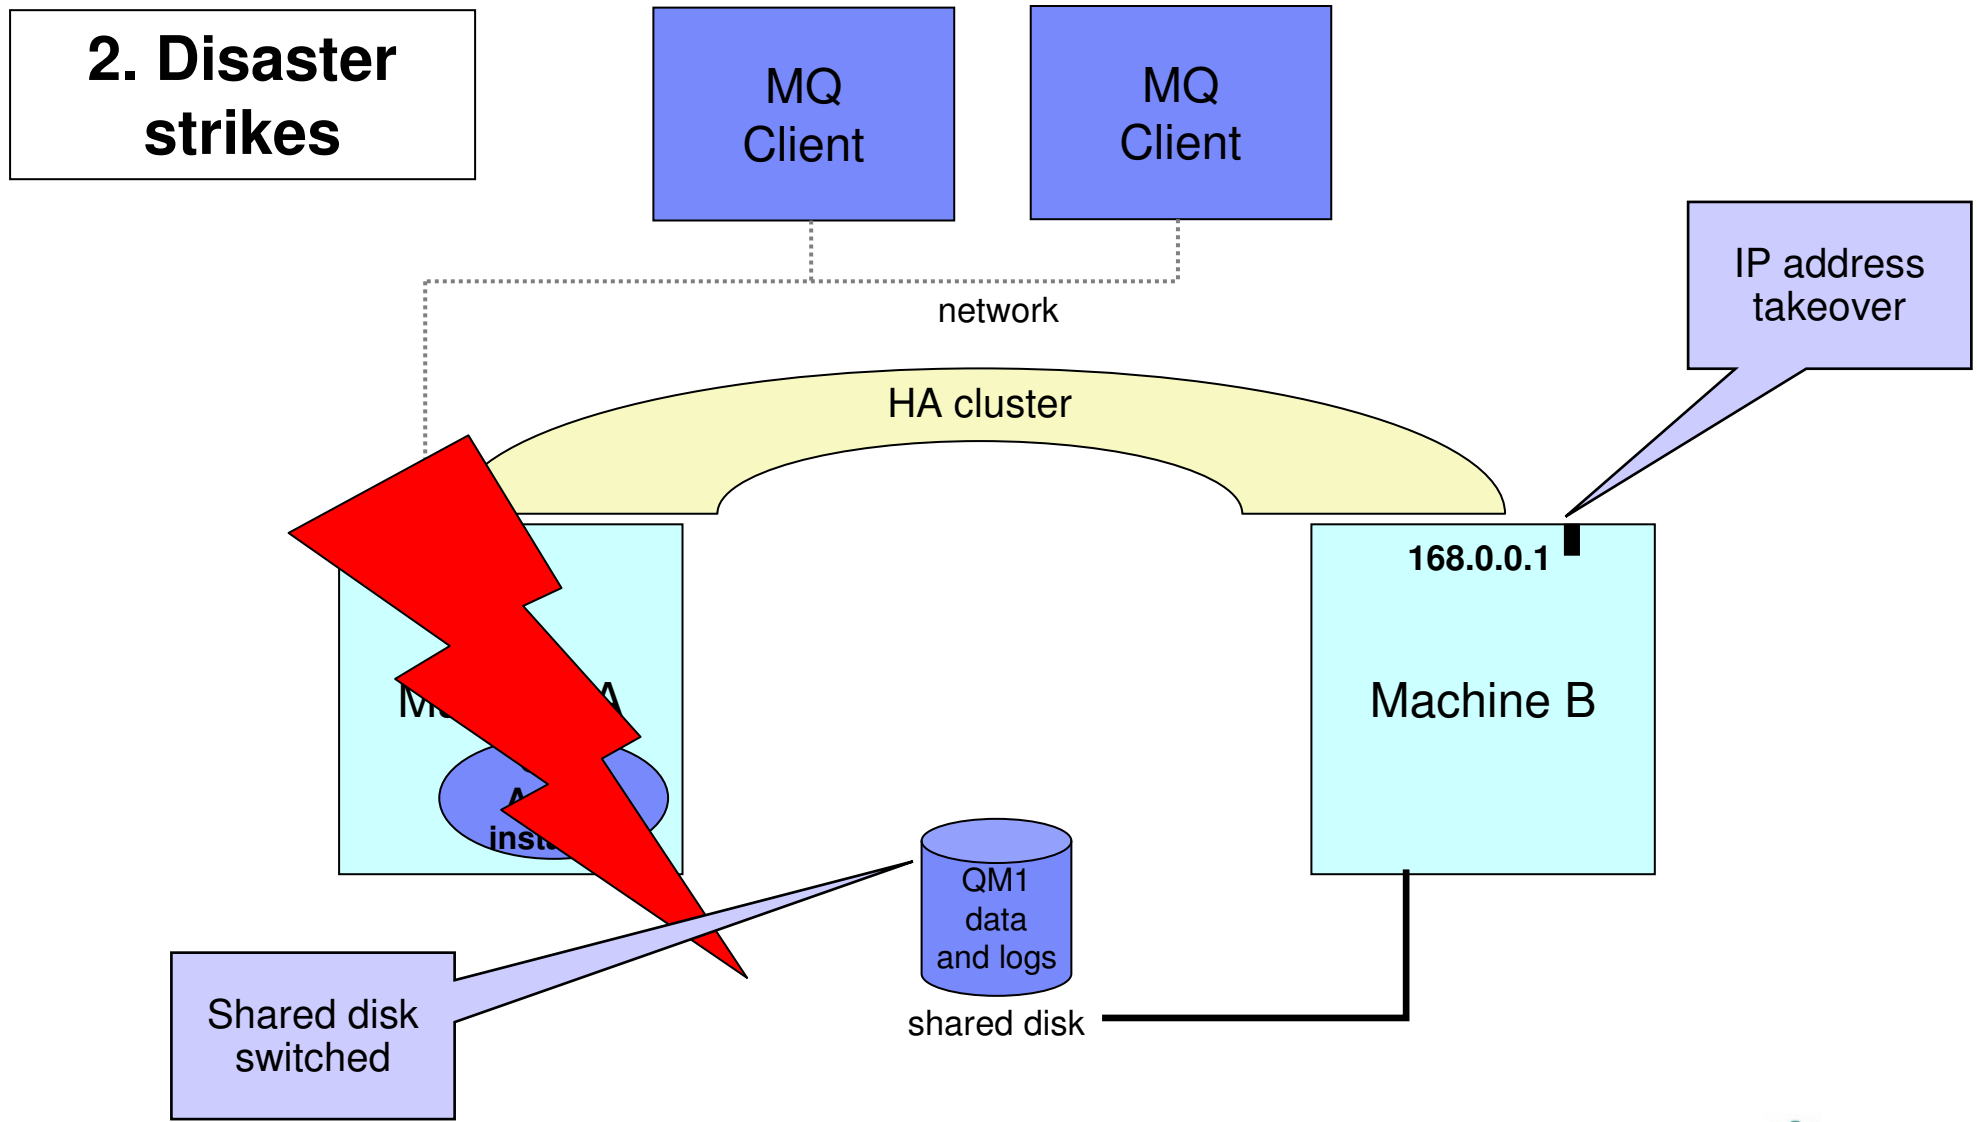 2. Disaster
strikes
MQ
Client
MQ
Client
IP address
takeover
network
HA cluster
168.0.0.1
A
Machine B
QM1
data
and logs
shared disk
Shared disk
switched